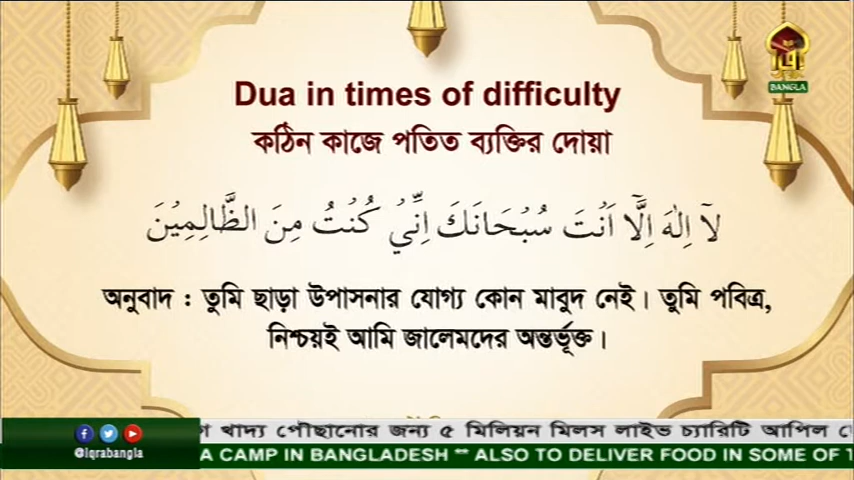 BANGLA
Dua in times of difficulty
কঠিন কাজে পতিত ব্যক্তির দোয়া
لَآ اِلٰهَ اِلَّآ اَنْتَ سُبْحَانَكَ اِنِّيْ كُنْتُ مِنَ الظَّالِمِيْنَ
অনুবাদ : তুমি ছাড়া উপাসনার যোগ্য কোন মাবুদ নেই। তুমি পবিত্র,
নিশ্চয়ই আমি জালেমদের অন্তর্ভূক্ত।
খাদ্য পৌছানোর জন্য ৫ মিলিয়ন মিলস লাইভ চ্যারিটি আপিল
@iqrabangla
A CAMP IN BANGLADESH ** ALSO TO DELIVER FOOD IN SOME OF